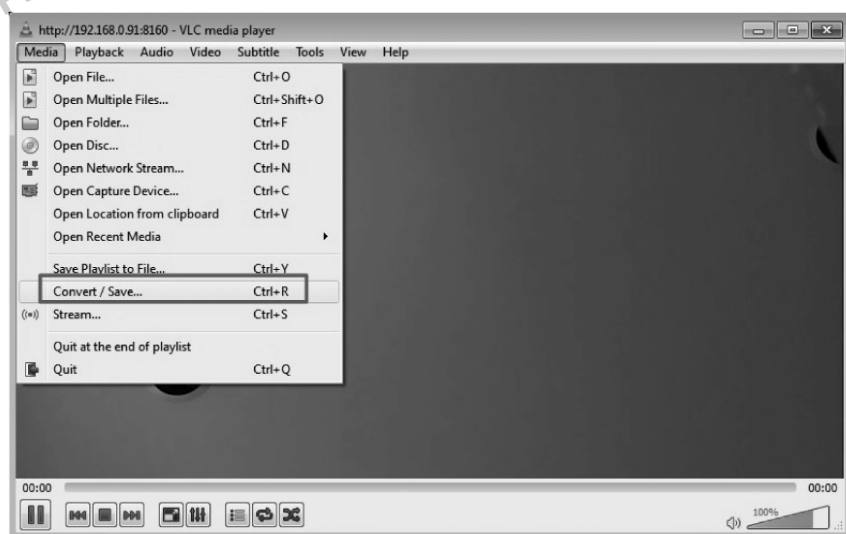 http://192.168.0.91:8160 - VLC media player
Media Playback Audio Video Subtitle Tools View Help
Open File... Ctrl+O
Open Multiple Files... Ctrl+Shift+O
Open Folder... Ctrl+F
Open Disc... Ctrl+D
Open Network Stream... Ctrl+N
Open Capture Device... Ctrl+C
Open Location from clipboard Ctrl+V
Open Recent Media
Save Playlist to File... Ctrl+Y
Convert / Save... Ctrl+R
Stream... Ctrl+S
Quit at the end of playlist
Quit Ctrl+Q
00:00 00:00
100%